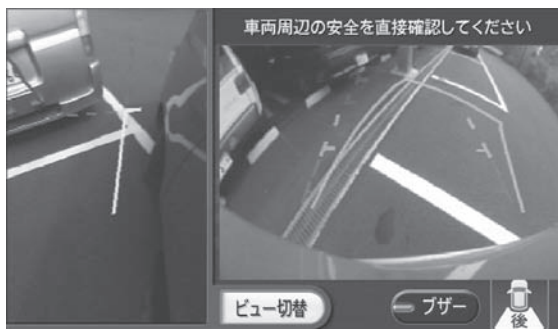 車両周辺の安全を直接確認してください
ビュー切替
ブザー
後